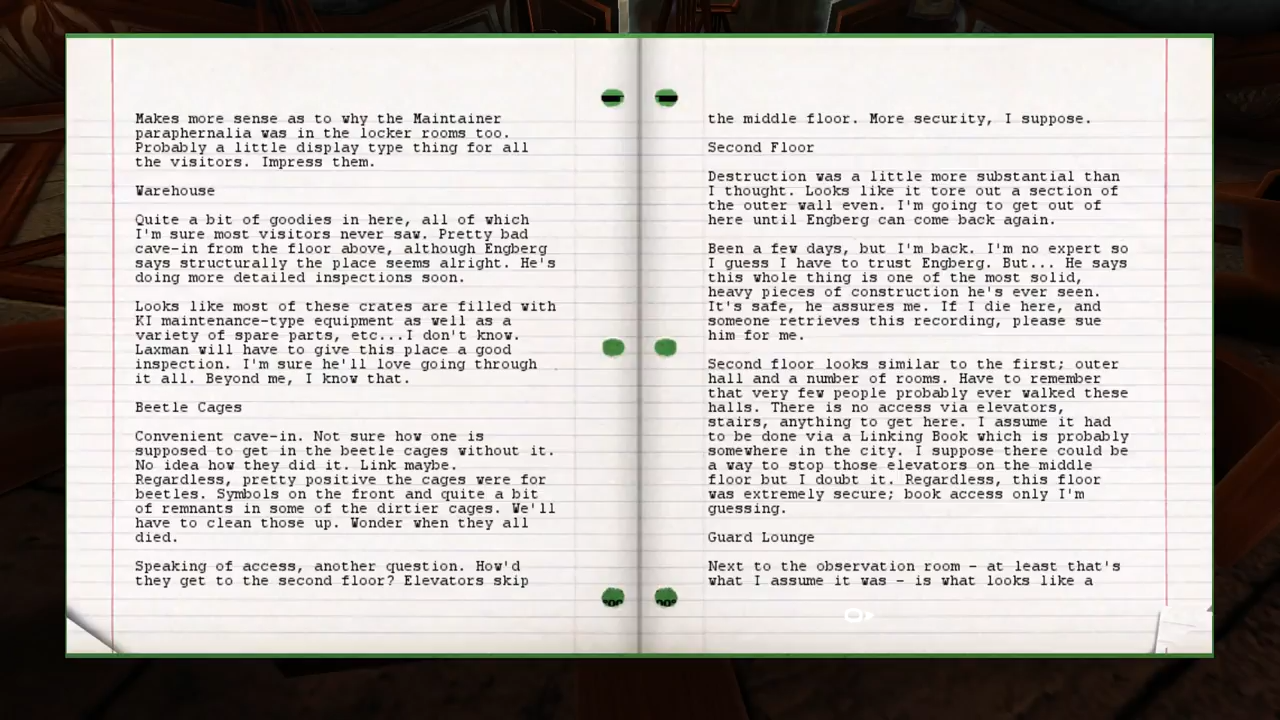 Makes more sense as to why the Maintainer
paraphernalia was in the locker rooms too.
Probably a little display type thing for all
the visitors. Impress them.
Warehouse
Quite a bit of goodies in here, all of which
I'm sure most visitors never saw. Pretty bad
cave-in from the floor above, although Engberg
says structurally the place seems alright. He's
doing more detailed inspections soon.
Looks like most of these crates are filled with
KI maintenance-type equipment as well as a
variety of spare parts, etc...I don't know.
Laxman will have to give this place a good
inspection. I'm sure he'll love going through
it all. Beyond me, I know that.
Beetle Cages
Convenient cave-in. Not sure how one is
supposed to get in the beetle cages without it.
No idea how they did it. Link maybe.
Regardless, pretty positive the cages were for
beetles. Symbols on the front and quite a bit
of remnants in some of the dirtier cages. We'll
have to clean those up. Wonder when they all
died.
Speaking of access, another question. How'd
they get to the second floor? Elevators skip
the middle floor. More security, I suppose.
Second Floor
Destruction was a little more substantial than
I thought. Looks like it tore out a section of
the outer wall even. I'm going to get out of
here until Engberg can come back again.
Been a few days, but I'm back. I'm no expert so
I guess I have to trust Engberg. But... He says
this whole thing is one of the most solid,
heavy pieces of construction he's ever seen.
It's safe, he assures me. If I die here, and
someone retrieves this recording, please sue
him for me.
Second floor looks similar to the first; outer
hall and a number of rooms. Have to remember
that very few people probably ever walked these
halls. There is no access via elevators,
stairs, anything to get here. I assume it had
to be done via a Linking Book which is probably
somewhere in the city. I suppose there could be
a way to stop those elevators on the middle
floor but I doubt it. Regardless, this floor
was extremely secure; book access only I'm
guessing.
Guard Lounge
Next to the observation room - at least that's
what I assume it was - is what looks like a